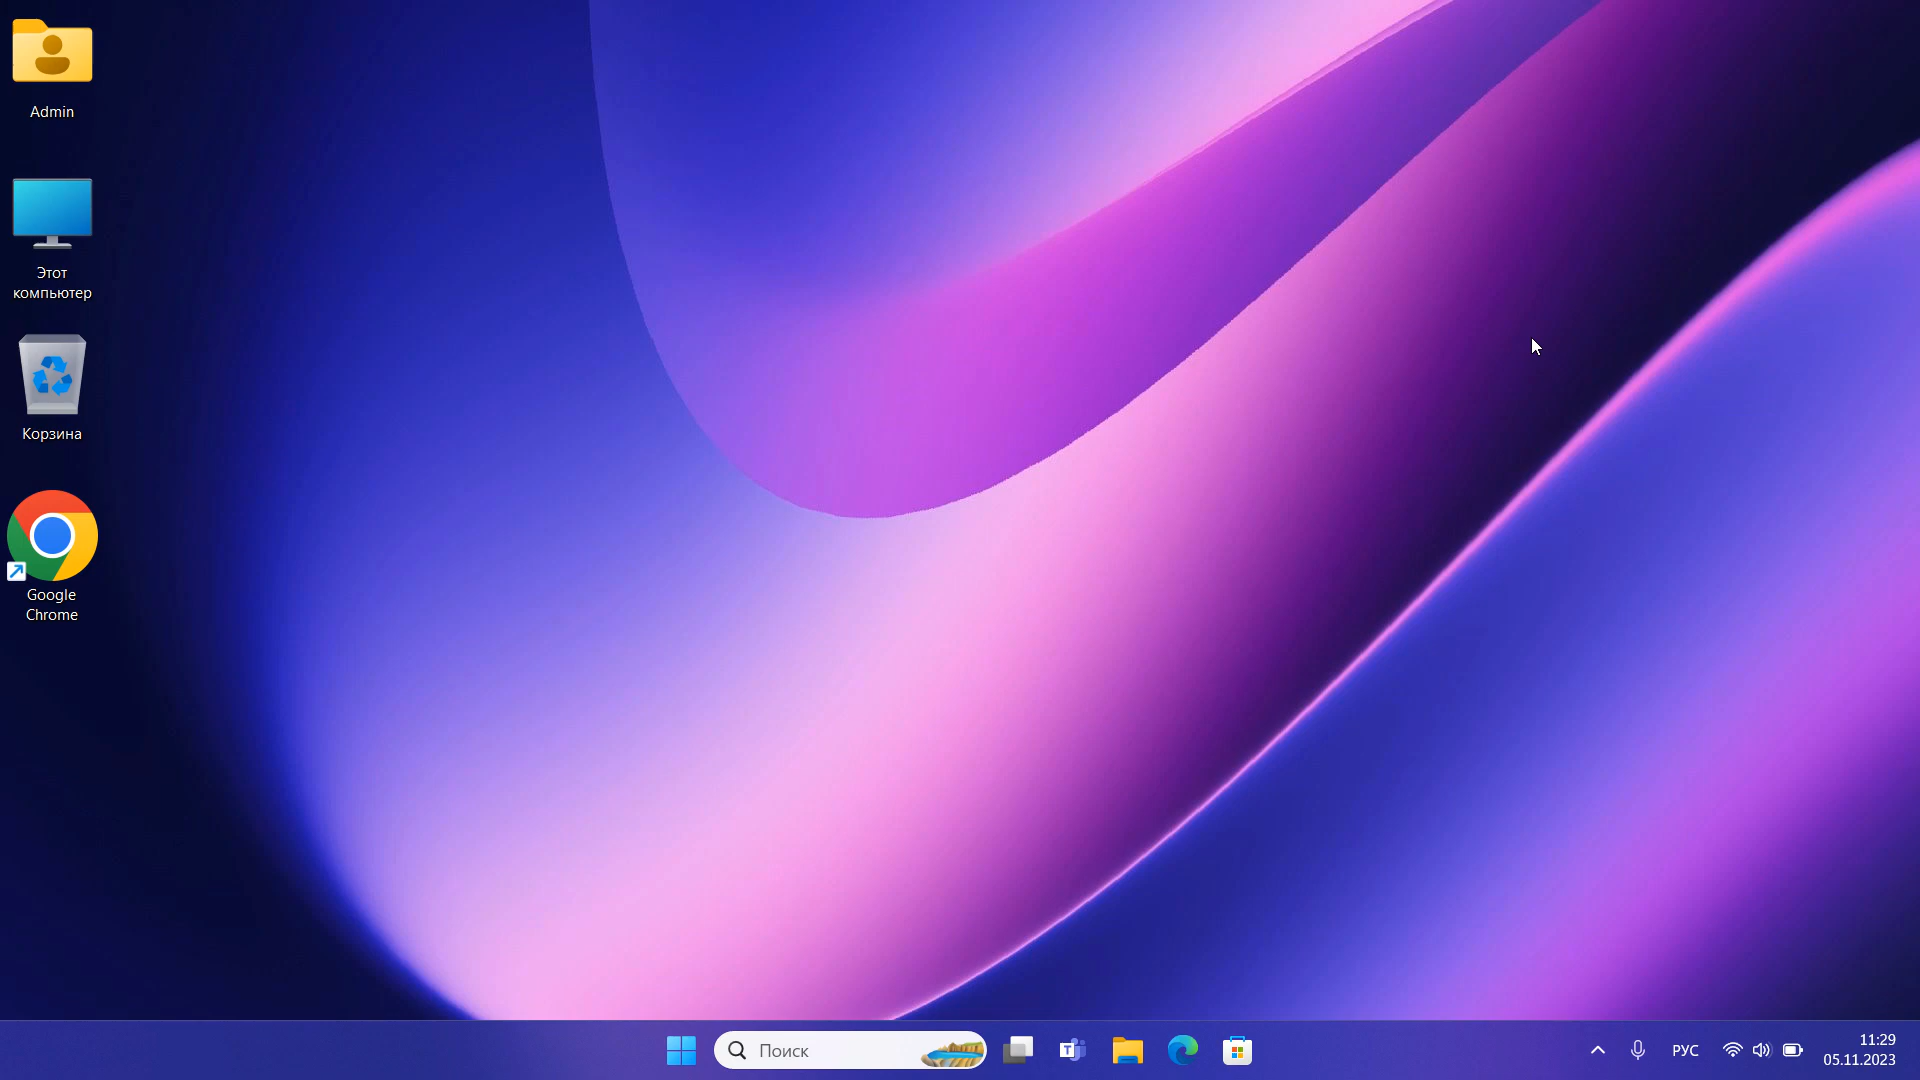 Admin
Этот
компьютер
Корзина
Google
Chrome
Поиск
РУС
11:29
05.11.2023